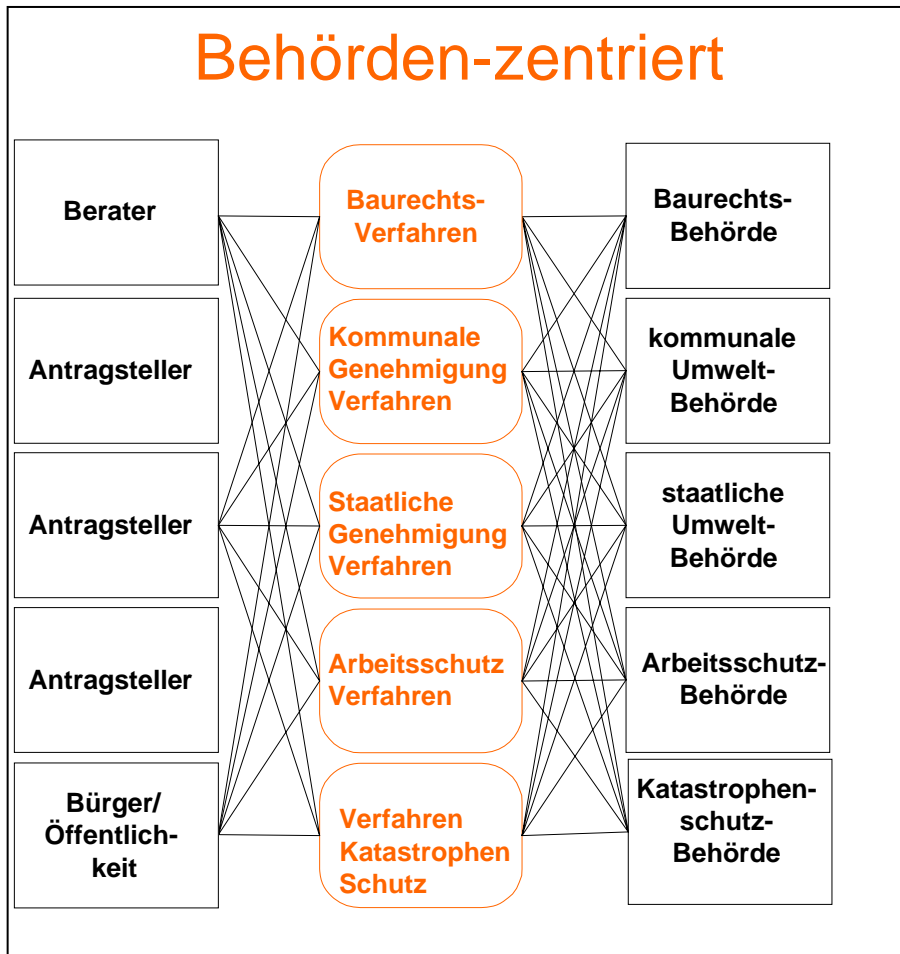 Behörden-zentriert
Berater
Baurechts-
Verfahren
Baurechts-
Behörde
Antragsteller
Kommunale
Genehmigung
Verfahren
kommunale
Umwelt-
Behörde
Antragsteller
Staatliche
Genehmigung
Verfahren
staatliche
Umwelt-
Behörde
Antragsteller
Arbeitsschutz
Verfahren
Arbeitsschutz-
Behörde
Bürger/
Öffentlich-
keit
Verfahren
Katastrophen
Schutz
Katastrophen-
schutz-
Behörde